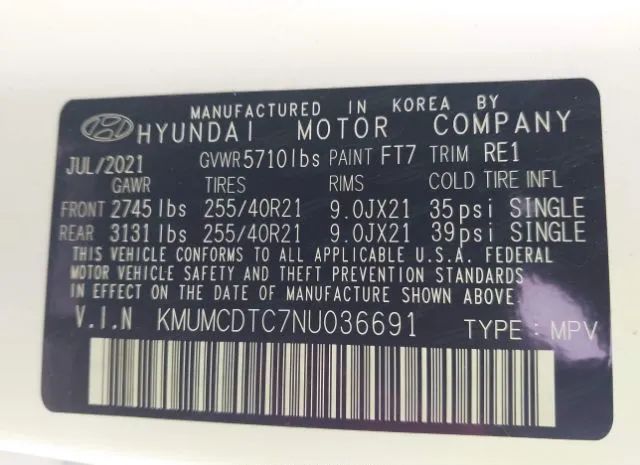 MANUFACTURED IN KOREA BY
HYUNDAI MOTOR COMPANY
JUL/2021 GVWR 5710lbs PAINT FT7 TRIM RE1
GAWR TIRES RIMS COLD TIRE INFL
FRONT 2745lbs 255/40R21 9.0JX21 35psi SINGLE
REAR 3131lbs 255/40R21 9.0JX21 39psi SINGLE
THIS VEHICLE CONFORMS TO ALL APPLICABLE U.S.A. FEDERAL
MOTOR VEHICLE SAFETY AND THEFT PREVENTION STANDARDS
IN EFFECT ON THE DATE OF MANUFACTURE SHOWN ABOVE.
V.I.N KMUMCDTC7NU036691 TYPE: MPV